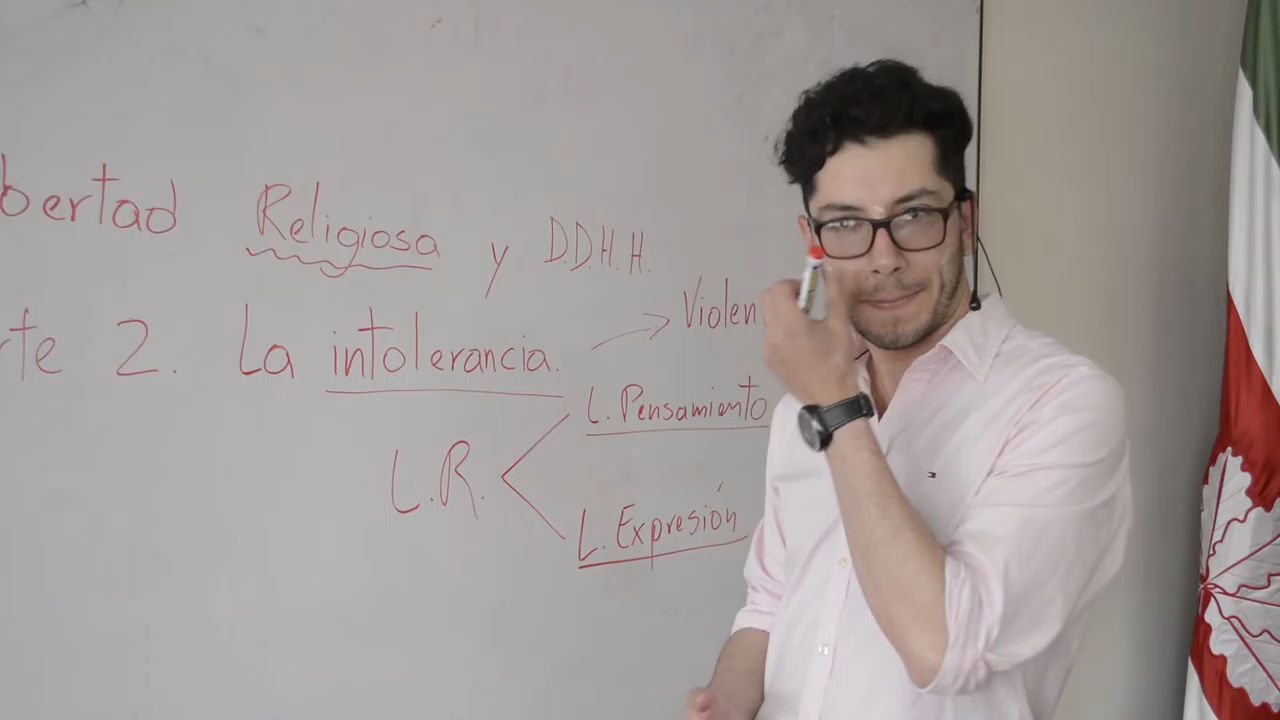 bertad Religiosa y D.D.H.H.
rte 2. La intolerancia. → Violen
L. Pensamiento
L.R.
L. Expresión